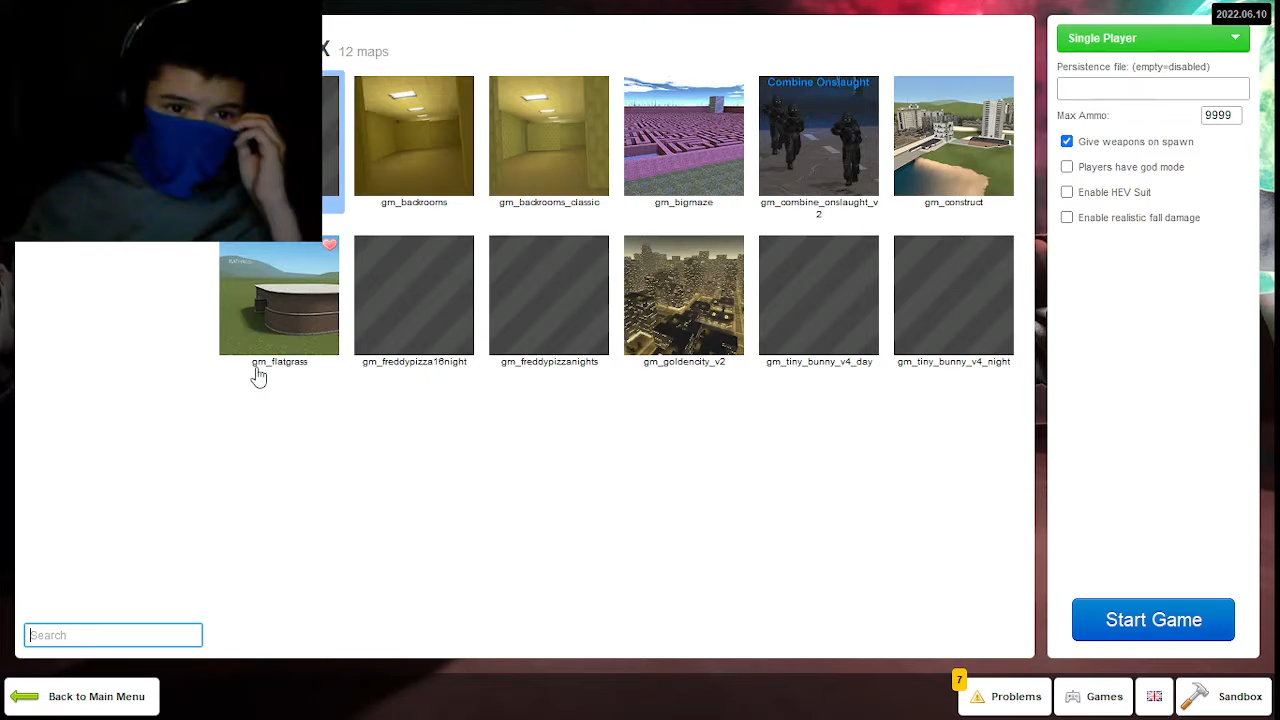 2022.06.10
X 12 maps
gm_backrooms
gm_backrooms_classic
gm_bigmaze
Combine Onslaught
gm_combine_onslaught_v
2
gm_construct
gm_flatgrass
gm_freddypizza16night
gm_freddypizzanights
gm_goldencity_v2
gm_tiny_bunny_v4_day
gm_tiny_bunny_v4_night
Search
Single Player
Persistence file: (empty=disabled)
Max Ammo: 9999
Give weapons on spawn
Players have god mode
Enable HEV Suit
Enable realistic fall damage
Start Game
Back to Main Menu
7
Problems
Games
Sandbox